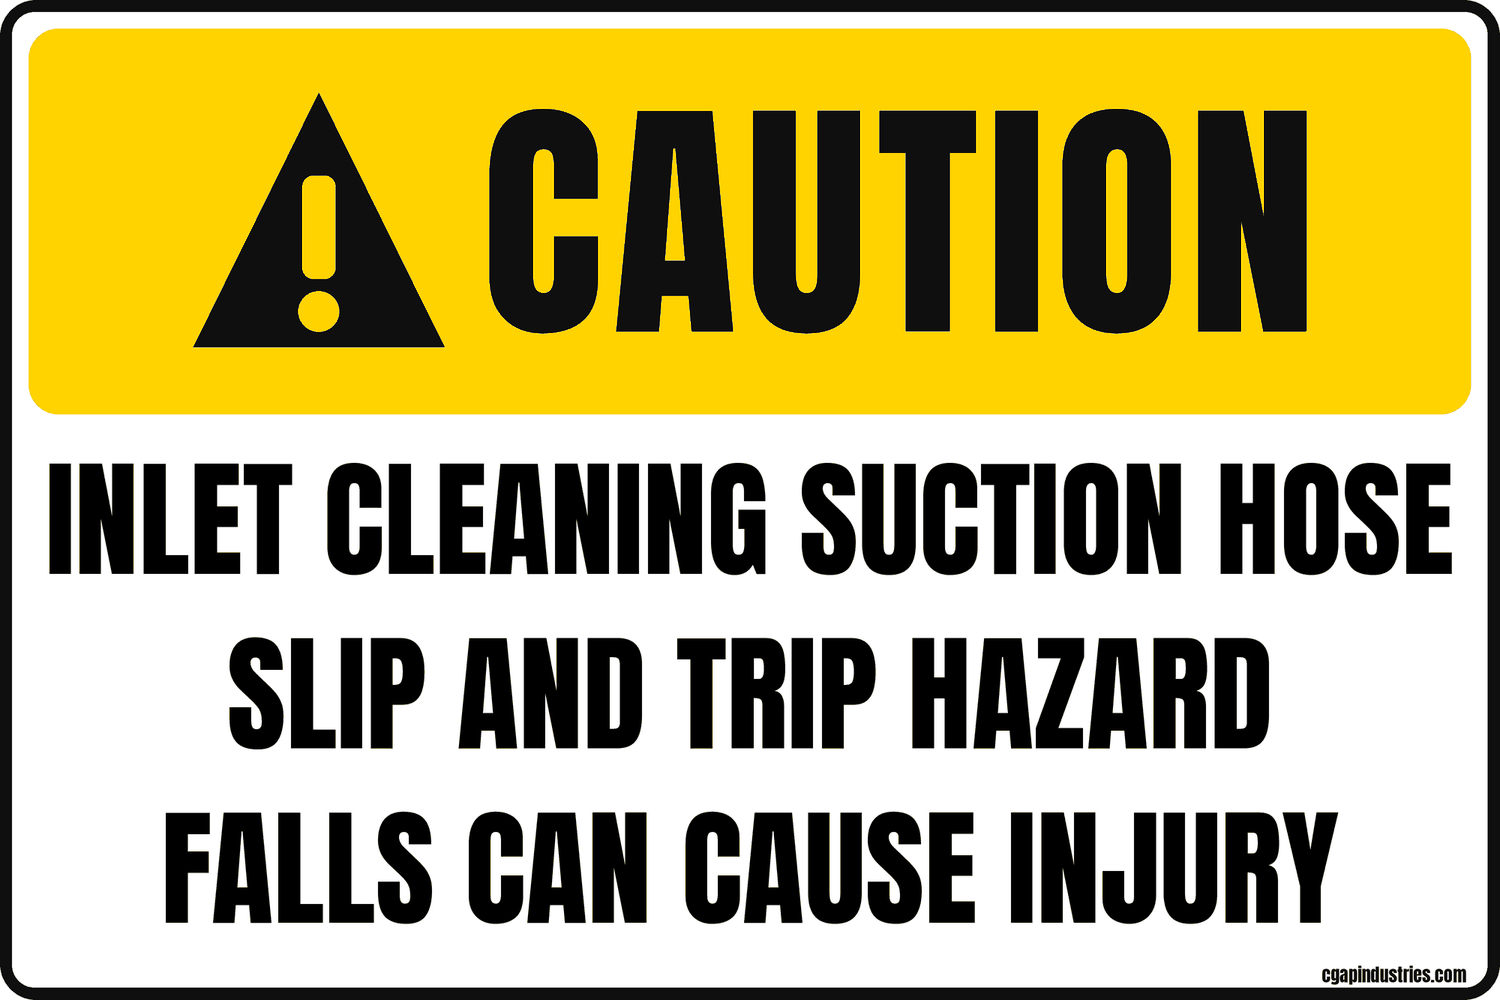 CAUTION
INLET CLEANING SUCTION HOSE
SLIP AND TRIP HAZARD
FALLS CAN CAUSE INJURY
cgapindustries.com